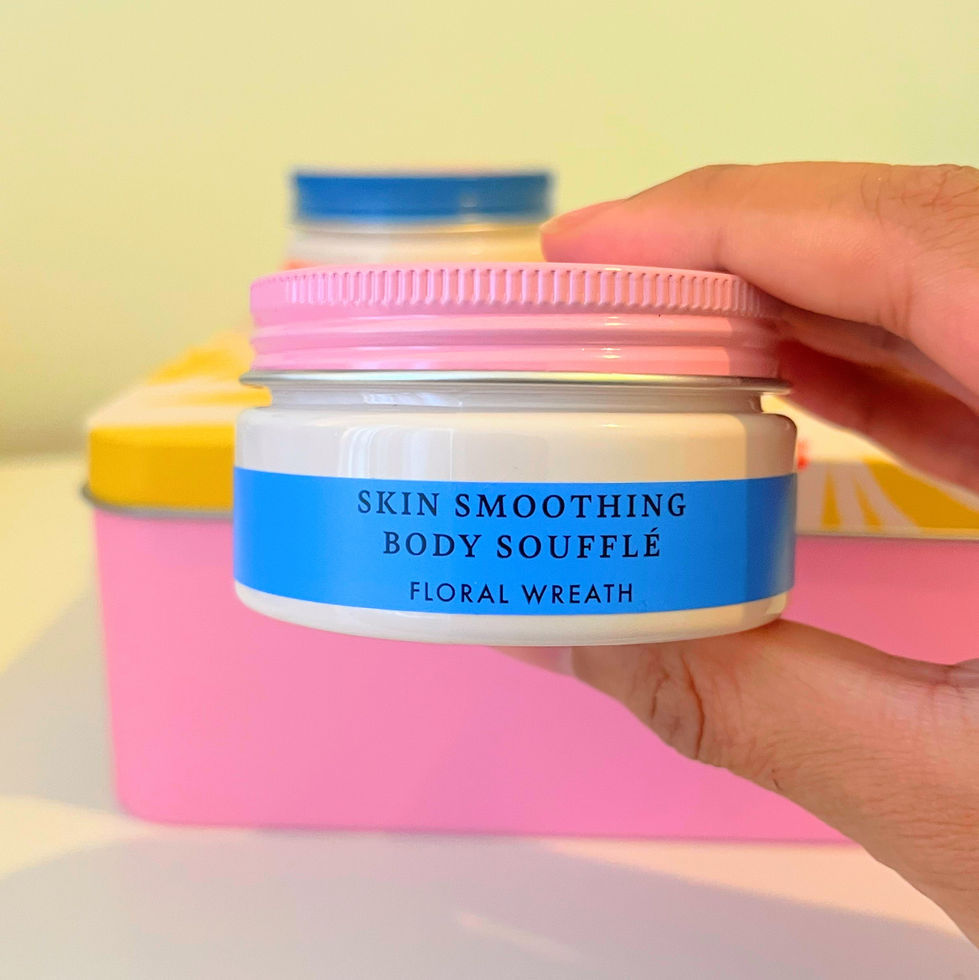 SKIN SMOOTHING
BODY SOUFFLÉ
FLORAL WREATH